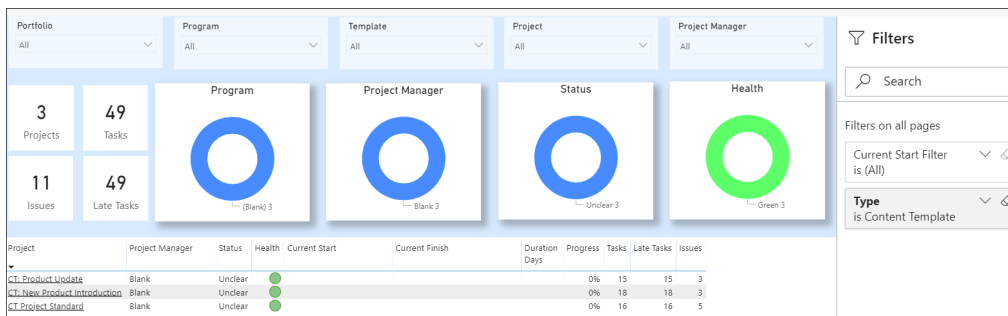 Portfolio
All
Program
All
Template
All
Project
All
Project Manager
All
3
Projects
49
Tasks
11
Issues
49
Late Tasks
Program
(Blank) 3
Project Manager
Blank 3
Status
Unclear 3
Health
Green 3
Project Project Manager Status Health Current Start Current Finish Duration Days Progress Tasks Late Tasks Issues
CT: Product Update Blank Unclear 0% 15 15 3
CT: New Product Introduction Blank Unclear 0% 18 18 3
CT Project Standard Blank Unclear 0% 16 16 5
Filters
Search
Filters on all pages
Current Start Filter
is (All)
Type
is Content Template